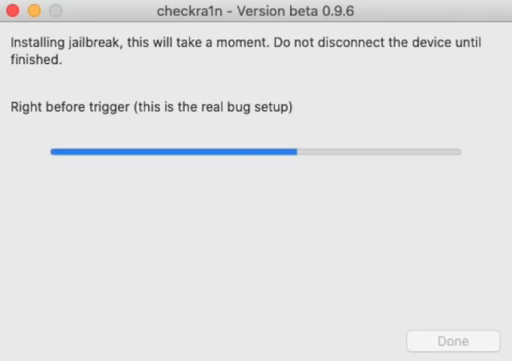 checkra1n - Version beta 0.9.6
Installing jailbreak, this will take a moment. Do not disconnect the device until
finished.
Right before trigger (this is the real bug setup)
Done